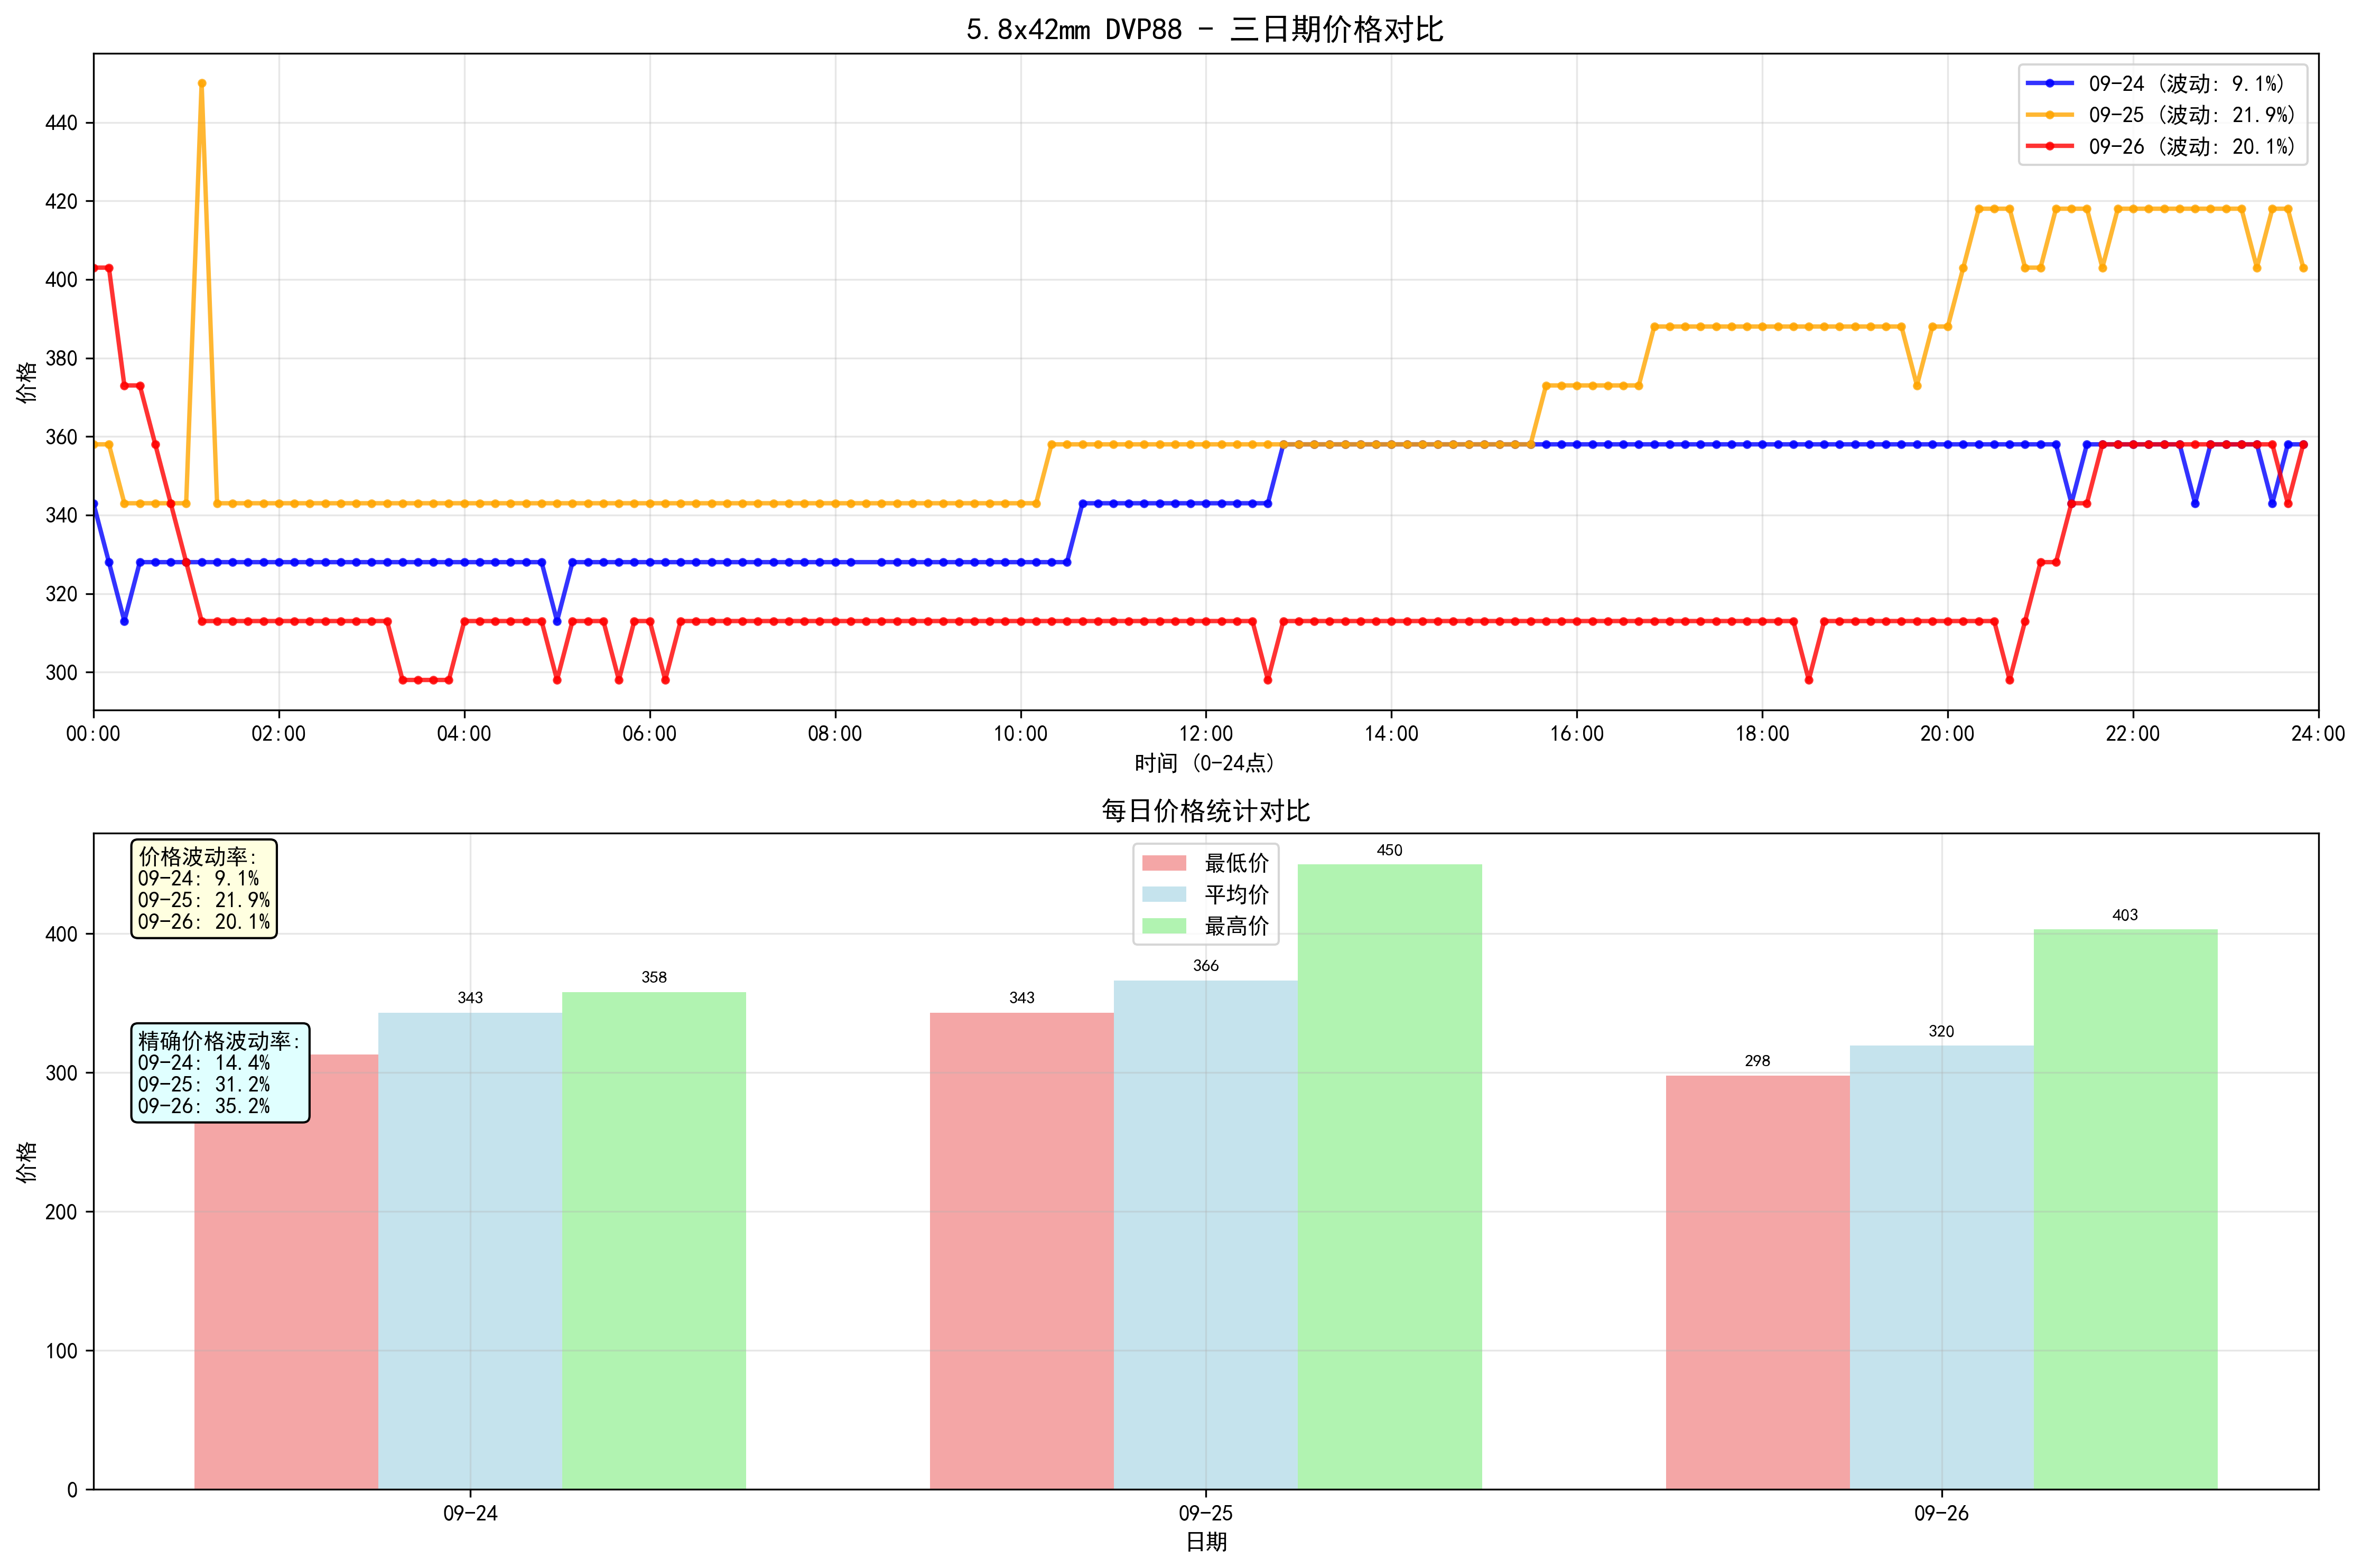 5.8x42mm DVP88 - 三日期价格对比
09-24 (波动: 9.1%)
09-25 (波动: 21.9%)
09-26 (波动: 20.1%)
价格
440
420
400
380
360
340
320
300
00:00 02:00 04:00 06:00 08:00 10:00 12:00 14:00 16:00 18:00 20:00 22:00 24:00
时间 (0-24点)
每日价格统计对比
价格波动率:
09-24: 9.1%
09-25: 21.9%
09-26: 20.1%
精确价格波动率:
09-24: 14.4%
09-25: 31.2%
09-26: 35.2%
最低价
平均价
最高价
343
358
343
366
450
298
320
403
价格
400
300
200
100
0
09-24 09-25 09-26
日期